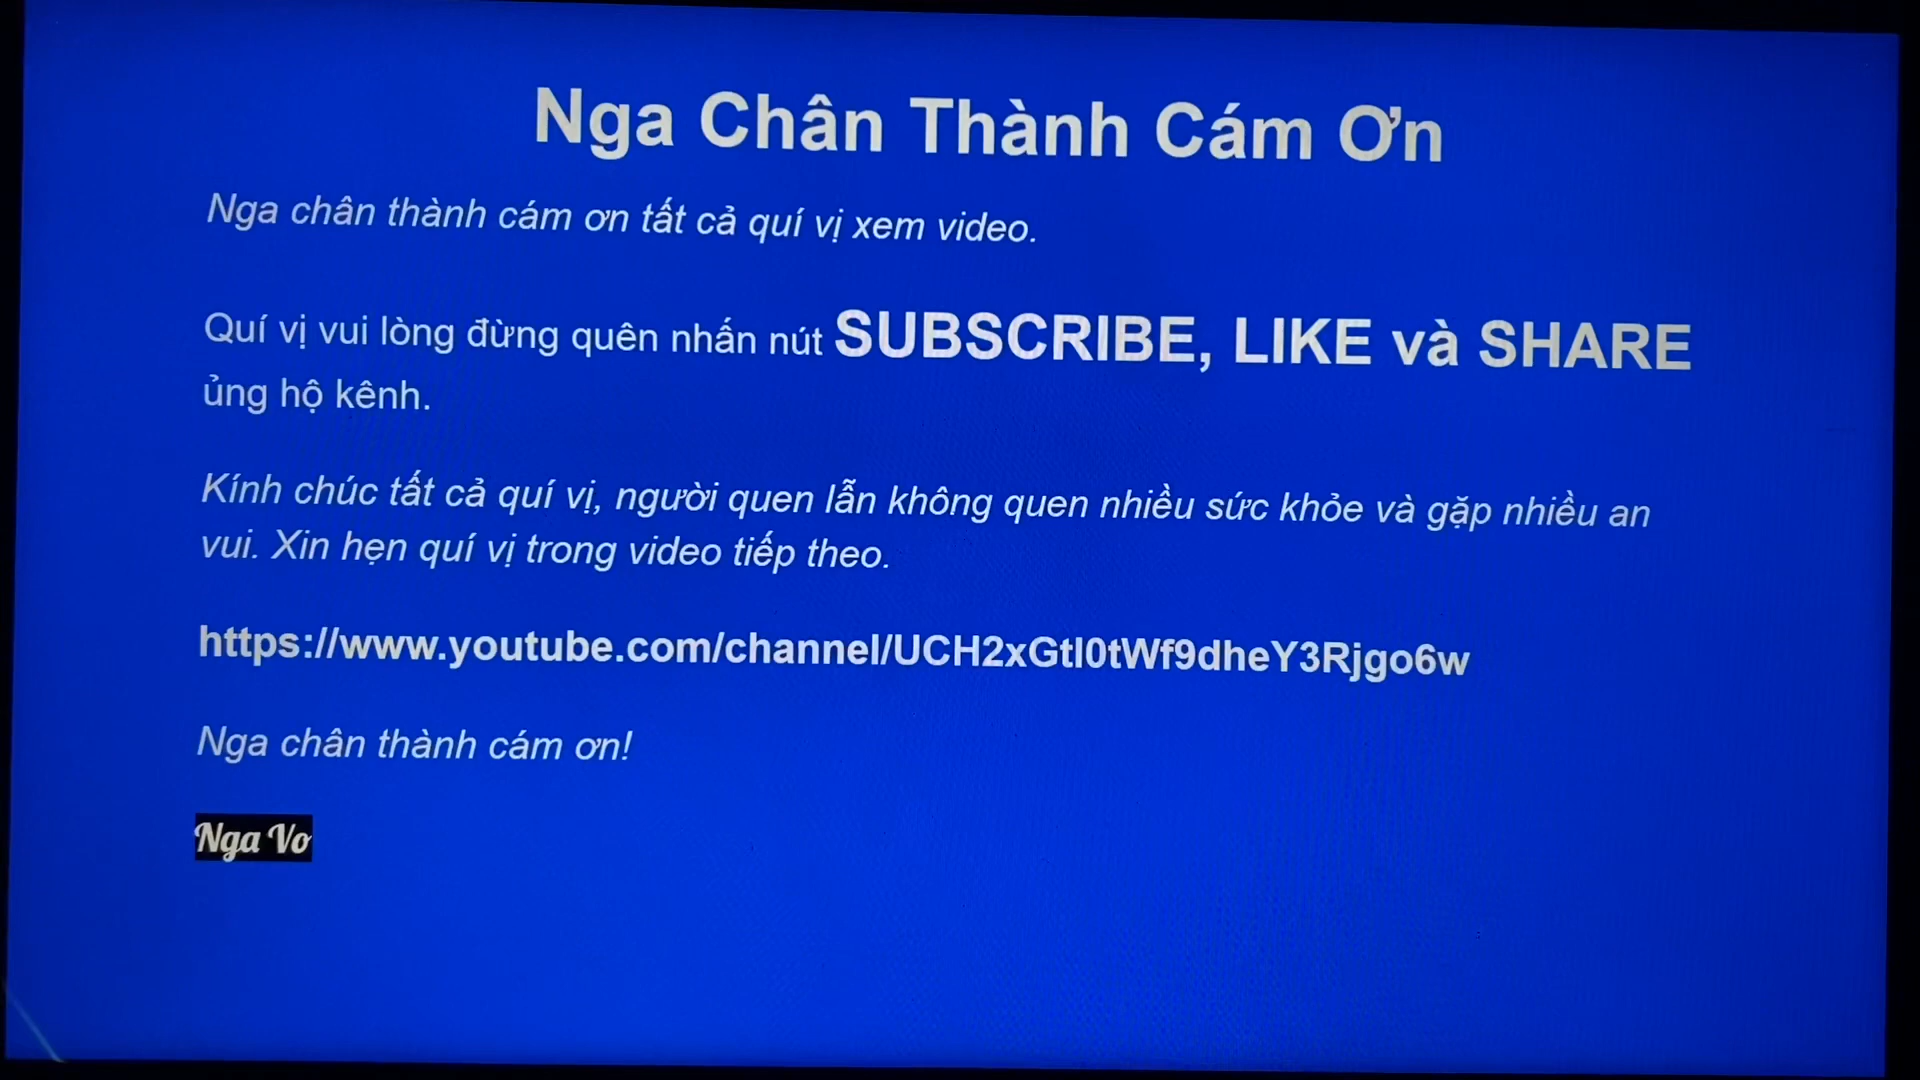 Nga Chân Thành Cám Ơn
Nga chân thành cám ơn tất cả quí vị xem video.
Quí vị vui lòng đừng quên nhấn nút SUBSCRIBE, LIKE và SHARE
ủng hộ kênh.
Kính chúc tất cả quí vị, người quen lẫn không quen nhiều sức khỏe và gặp nhiều an
vui. Xin hẹn quí vị trong video tiếp theo.
https://www.youtube.com/channel/UCH2xGtI0tWf9dheY3Rjgo6w
Nga chân thành cám ơn!
Nga Vo